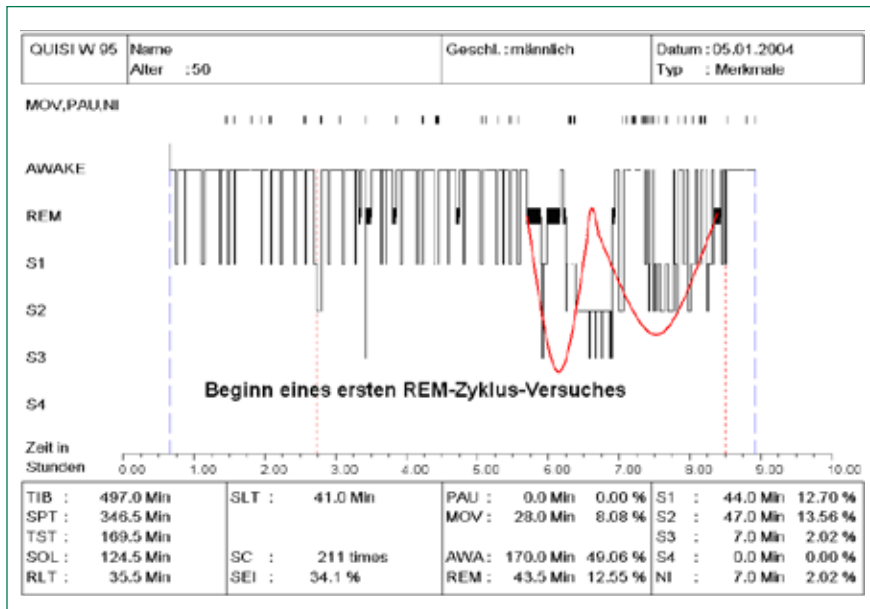 QUISI W 95 Name Geschl. : männlich Datum : 05.01.2004
Alter : 50 Typ : Merkmale
MOV,PAU,NI
AWAKE
REM
S1
S2
S3
Beginn eines ersten REM-Zyklus-Versuches
S4
Zeit in
Stunden 0.00 1.00 2.00 3.00 4.00 5.00 6.00 7.00 8.00 9.00 10.00
TIB : 497.0 Min SLT : 41.0 Min PAU : 0.0 Min 0.00 % S1 : 44.0 Min 12.70 %
SPT : 346.5 Min MOV : 28.0 Min 8.08 % S2 : 47.0 Min 13.56 %
TST : 169.5 Min S3 : 7.0 Min 2.02 %
SOL : 124.5 Min SC : 211 times AWA : 170.0 Min 49.06 % S4 : 0.0 Min 0.00 %
RLT : 35.5 Min SEI : 34.1 % REM : 43.5 Min 12.55 % NI : 7.0 Min 2.02 %